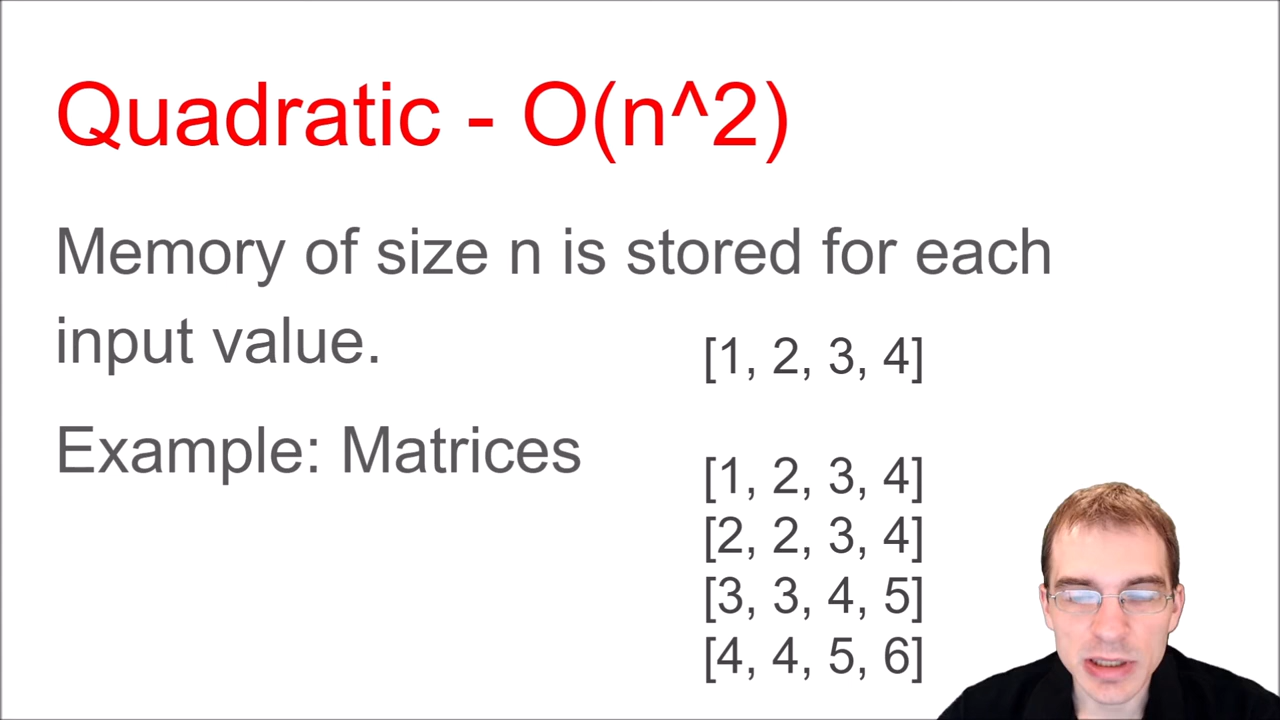 Quadratic - O(n^2)
Memory of size n is stored for each
input value.
[1, 2, 3, 4]
Example: Matrices
[1, 2, 3, 4]
[2, 2, 3, 4]
[3, 3, 4, 5]
[4, 4, 5, 6]